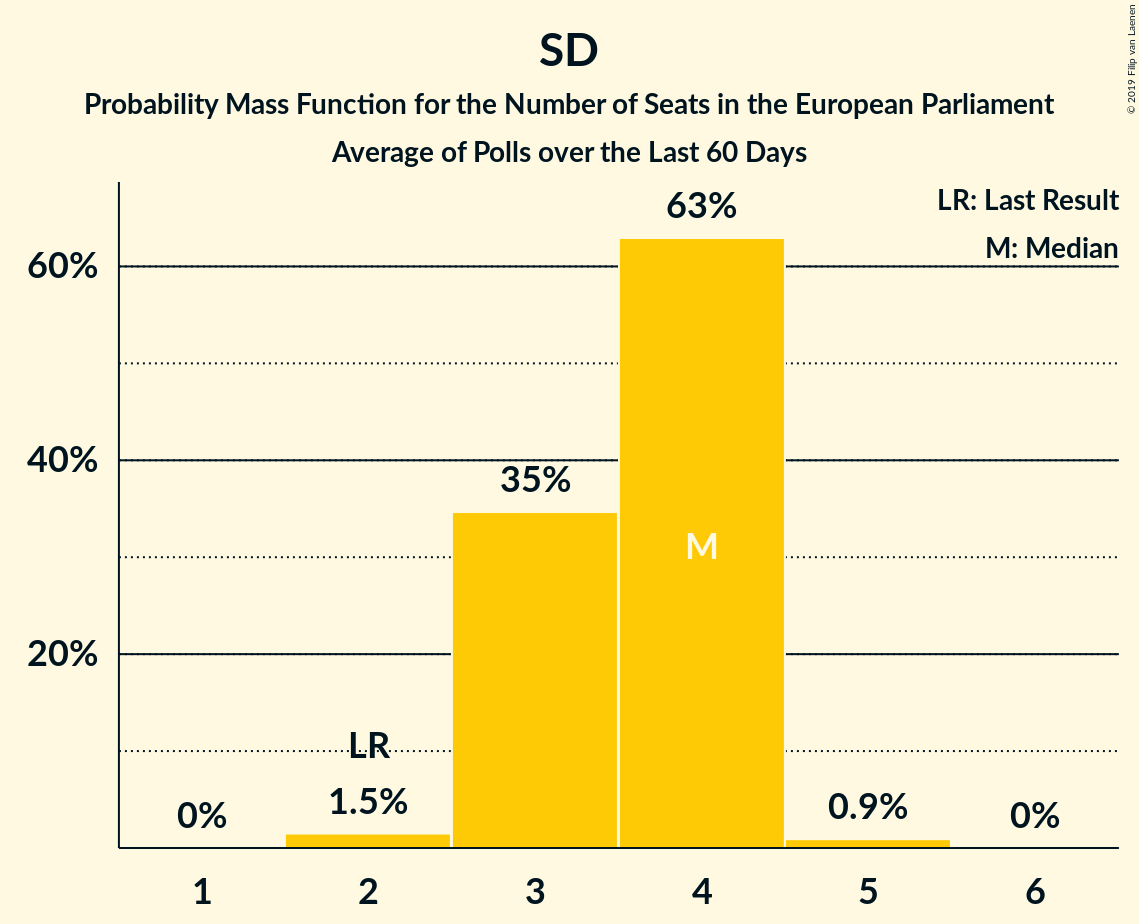 SD
Probability Mass Function for the Number of Seats in the European Parliament
Average of Polls over the Last 60 Days
© 2019 Filip van Laenen
LR: Last Result
M: Median
60%
40%
20%
0%
LR
1.5%
35%
63%
M
0.9%
0%
1 2 3 4 5 6